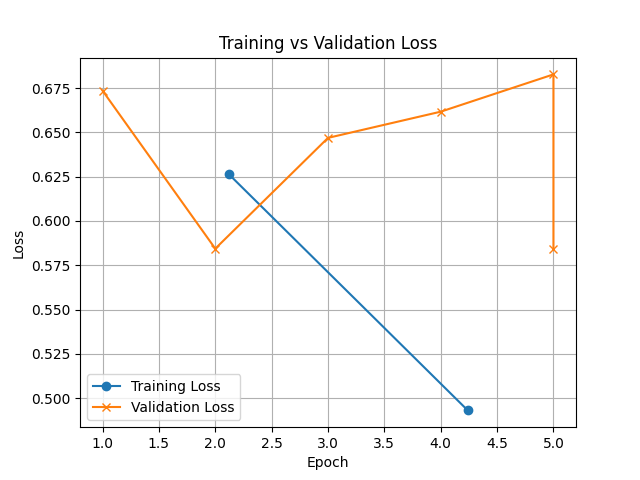 Training vs Validation Loss
Loss
0.675
0.650
0.625
0.600
0.575
0.550
0.525
0.500
Training Loss
Validation Loss
1.0 1.5 2.0 2.5 3.0 3.5 4.0 4.5 5.0
Epoch